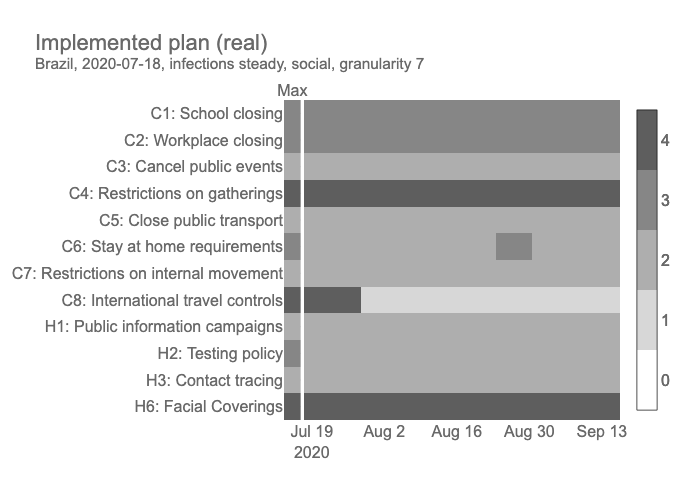 Implemented plan (real)
Brazil, 2020-07-18, infections steady, social, granularity 7
Max
C1: School closing
C2: Workplace closing
C3: Cancel public events
C4: Restrictions on gatherings
C5: Close public transport
C6: Stay at home requirements
C7: Restrictions on internal movement
C8: International travel controls
H1: Public information campaigns
H2: Testing policy
H3: Contact tracing
H6: Facial Coverings
Jul 19 Aug 2 Aug 16 Aug 30 Sep 13
2020
4
3
2
1
0